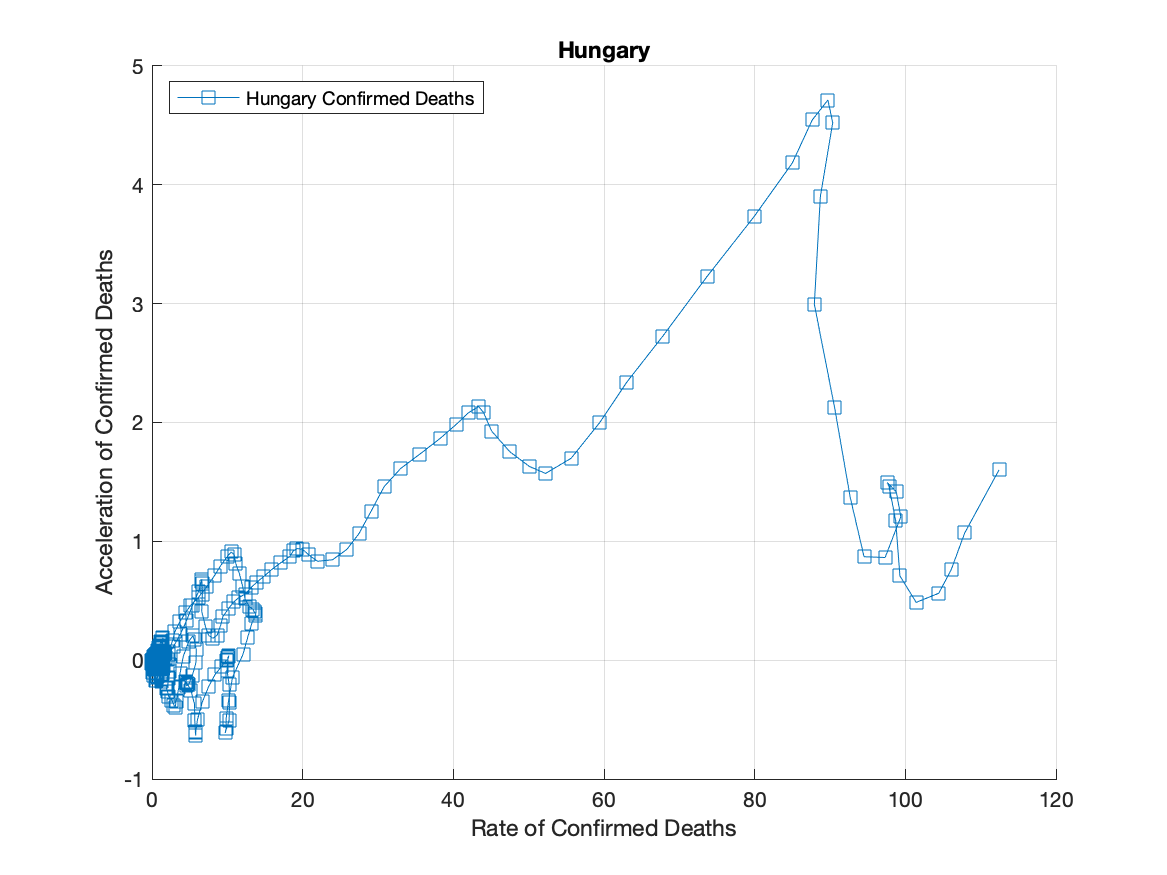 Hungary
Hungary Confirmed Deaths
Acceleration of Confirmed Deaths
5
4
3
2
1
0
-1
0 20 40 60 80 100 120
Rate of Confirmed Deaths